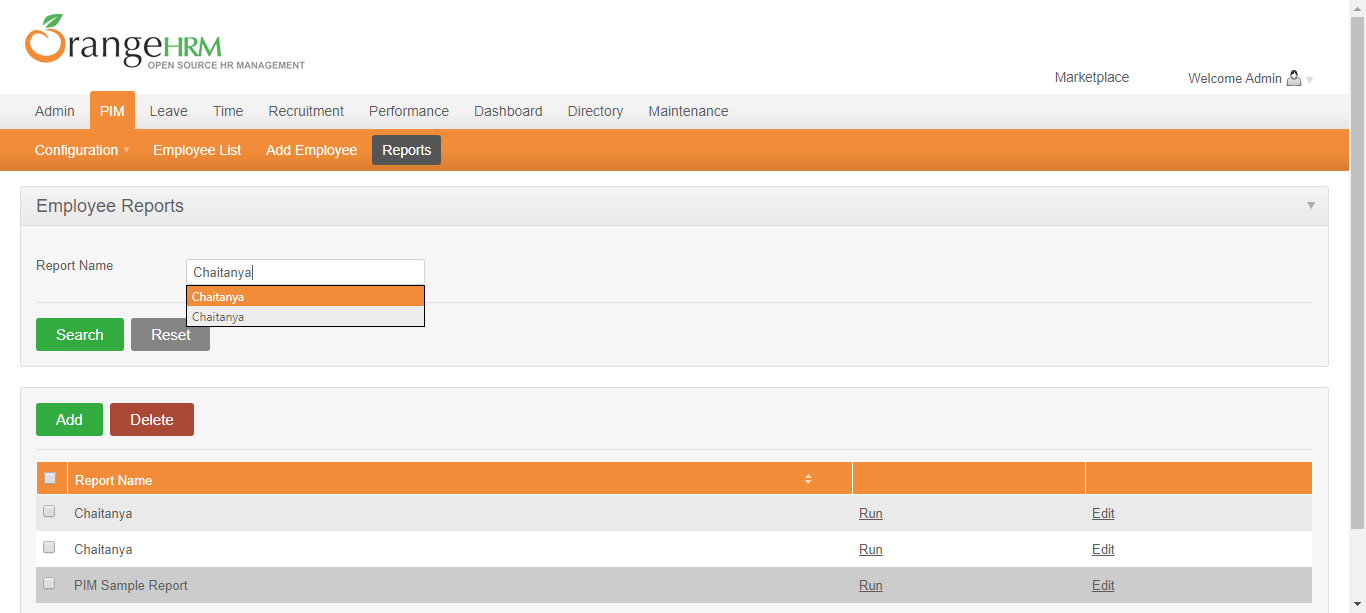 OrangeHRM
OPEN SOURCE HR MANAGEMENT
Marketplace
Welcome Admin
Admin PIM Leave Time Recruitment Performance Dashboard Directory Maintenance
Configuration Employee List Add Employee Reports
Employee Reports
Report Name Chaitanya
Chaitanya
Chaitanya
Search Reset
Add Delete
Report Name
Chaitanya Run Edit
Chaitanya Run Edit
PIM Sample Report Run Edit